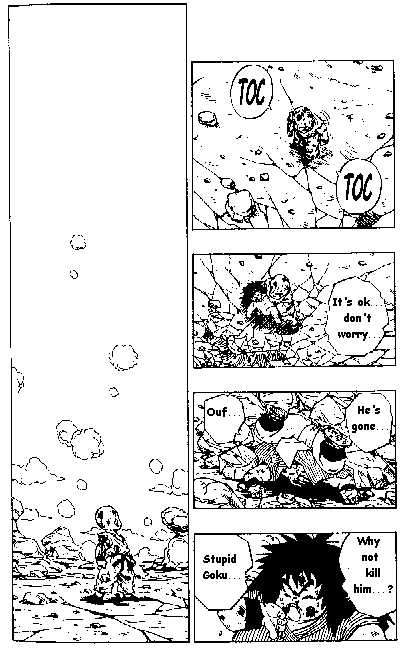 TOC
TOC
It's ok...
don't
worry...
Ouf...
He's
gone...
Stupid
Goku...
Why
not
kill
him...?